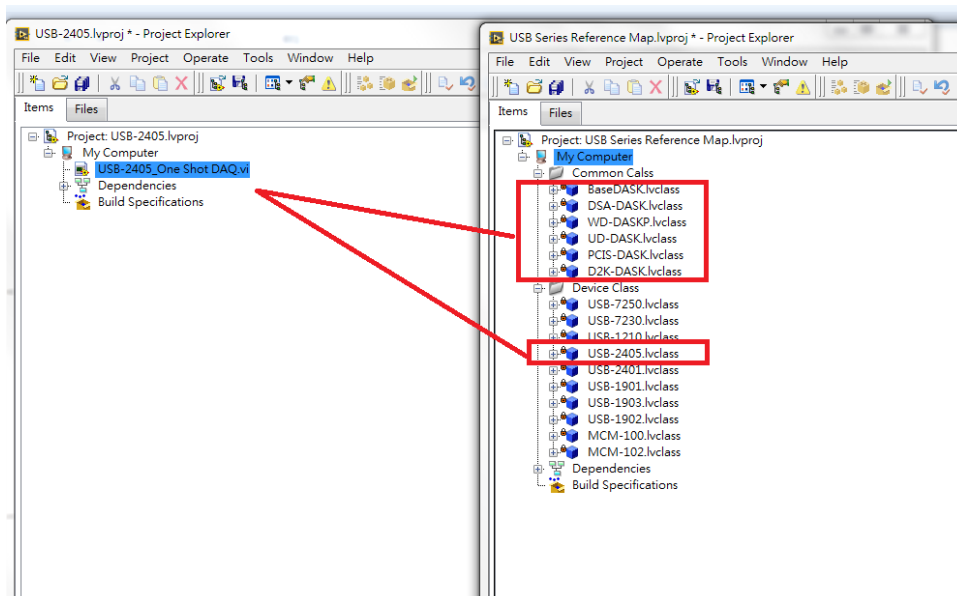 USB-2405.lvproj * - Project Explorer
File Edit View Project Operate Tools Window Help
Items Files
Project: USB-2405.lvproj
My Computer
USB-2405_One Shot DAQ.vi
Dependencies
Build Specifications
USB Series Reference Map.lvproj * - Project Explorer
File Edit View Project Operate Tools Window Help
Items Files
Project: USB Series Reference Map.lvproj
My Computer
Common Calss
BaseDASK.lvclass
DSA-DASK.lvclass
WD-DASKP.lvclass
UD-DASK.lvclass
PCIS-DASK.lvclass
D2K-DASK.lvclass
Device Class
USB-7250.lvclass
USB-7230.lvclass
USB-1210.lvclass
USB-2405.lvclass
USB-2401.lvclass
USB-1901.lvclass
USB-1903.lvclass
USB-1902.lvclass
MCM-100.lvclass
MCM-102.lvclass
Dependencies
Build Specifications